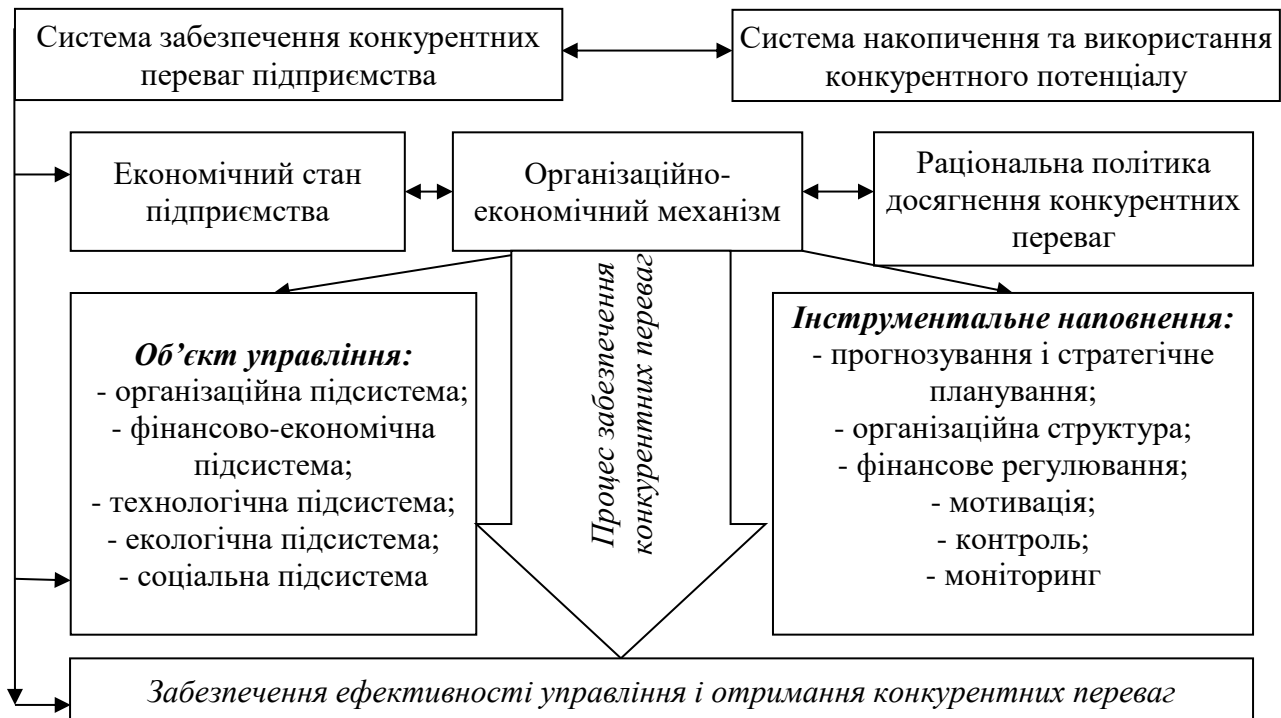 Система забезпечення конкурентних
переваг підприємства
Система накопичення та використання
конкурентного потенціалу
Економічний стан
підприємства
Організаційно-
економічний механізм
Раціональна політика
досягнення конкурентних
переваг
Об’єкт управління:
- організаційна підсистема;
- фінансово-економічна
підсистема;
- технологічна підсистема;
- екологічна підсистема;
- соціальна підсистема
Процес забезпечення
конкурентних переваг
Інструментальне наповнення:
- прогнозування і стратегічне
планування;
- організаційна структура;
- фінансове регулювання;
- мотивація;
- контроль;
- моніторинг
Забезпечення ефективності управління і отримання конкурентних переваг